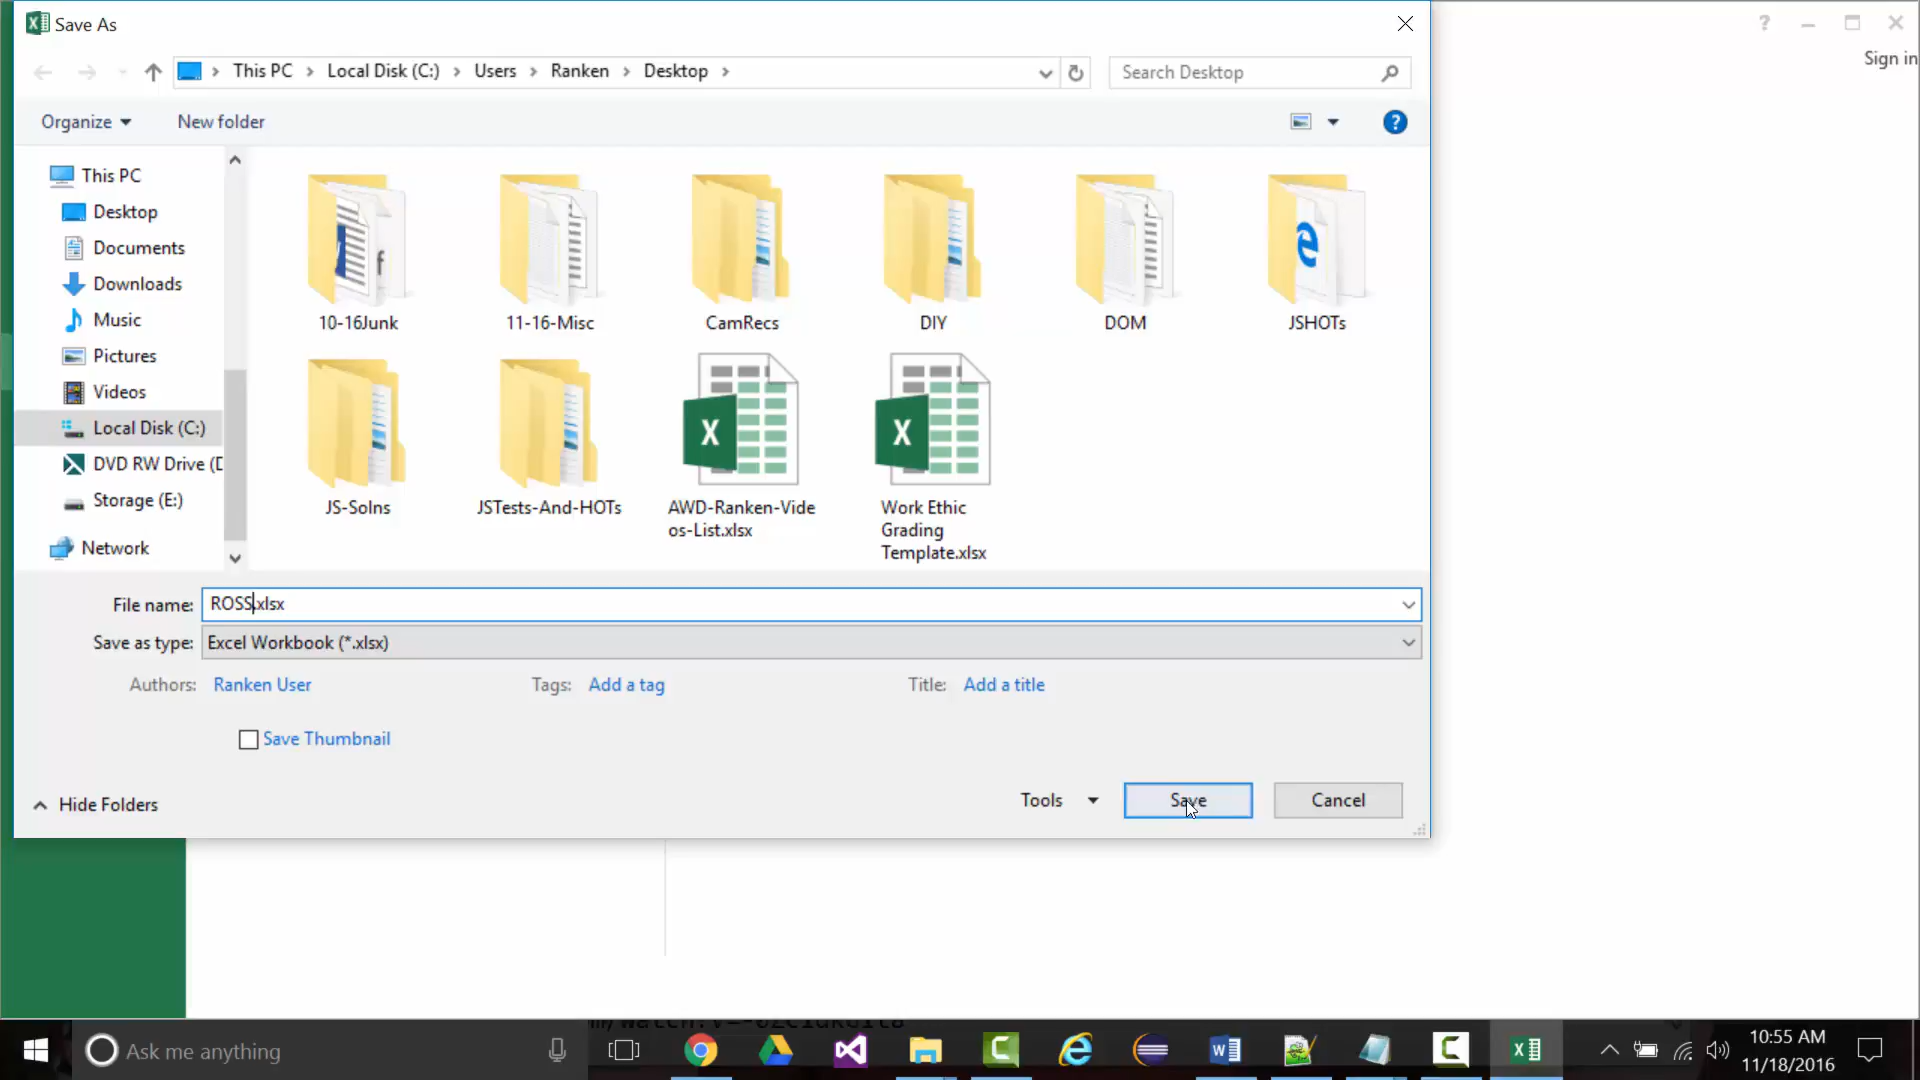 Save As
Sign in
This PC
Local Disk (C:)
Users
Ranken
Desktop
Search Desktop
Organize
New folder
This PC
Desktop
Documents
Downloads
Music
Pictures
Videos
Local Disk (C:)
DVD RW Drive (D
Storage (E:)
Network
10-16Junk
11-16-Misc
CamRecs
DIY
DOM
JSHOTs
JS-Solns
JSTests-And-HOTs
AWD-Ranken-Vide
os-List.xlsx
Work Ethic
Grading
Template.xlsx
File name: ROSS.xlsx
Save as type: Excel Workbook (*.xlsx)
Authors: Ranken User
Tags: Add a tag
Title: Add a title
Save Thumbnail
Hide Folders
Tools
Save
Cancel
Ask me anything
10:55 AM
11/18/2016